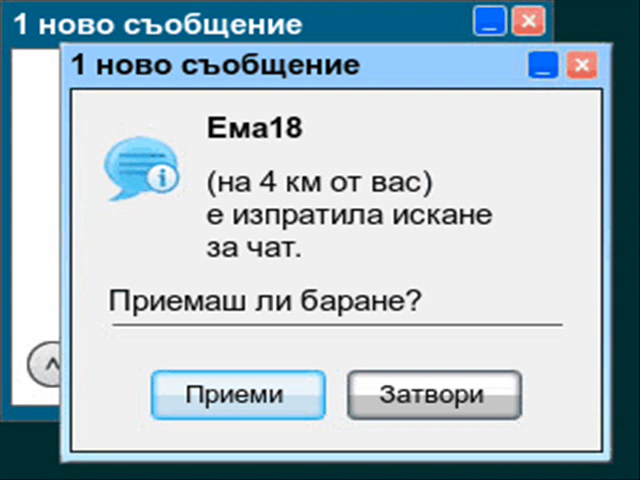 1 ново съобщение
1 ново съобщение
Ема18
(на 4 км от вас)
е изпратила искане
за чат.
Приемаш ли баране?
Приеми
Затвори